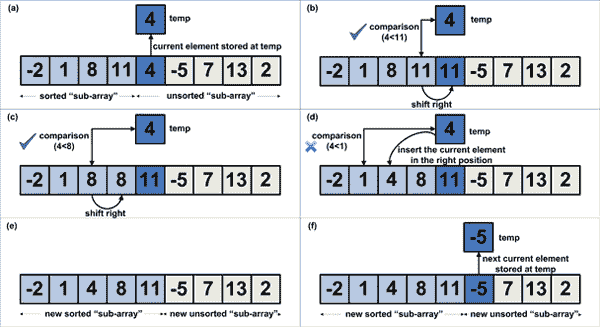 (a)
4
temp
current element stored at temp
-2 1 8 11 4 -5 7 13 2
sorted “sub-array” unsorted “sub-array”
(b)
4
temp
comparison
(4<11)
-2 1 8 11 11 -5 7 13 2
shift right
(c)
4
temp
comparison
(4<8)
-2 1 8 8 11 -5 7 13 2
shift right
(d)
4
temp
comparison
(4<1)
insert the current element
in the right position
-2 1 4 8 11 -5 7 13 2
(e)
-2 1 4 8 11 -5 7 13 2
new sorted “sub-array” new unsorted “sub-array”
(f)
-5
temp
next current element
stored at temp
-2 1 4 8 11 -5 7 13 2
new sorted “sub-array” new unsorted “sub-array”